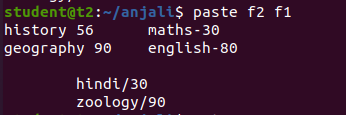 student@t2:~/anjali$ paste f2 f1
history 56      maths-30
geography 90    english-80

        hindi/30
        zoology/90